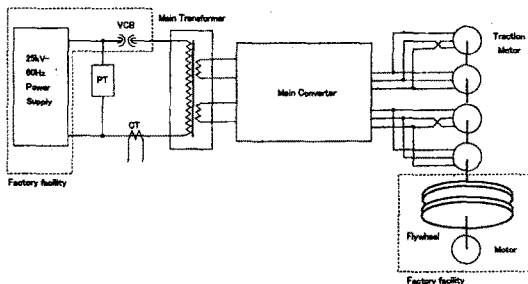 VCB
Main Transformer
25kV-
60Hz
Power
Supply
PT
CT
Main Converter
Traction
Motor
Factory facility
Flywheel
Motor
Factory facility